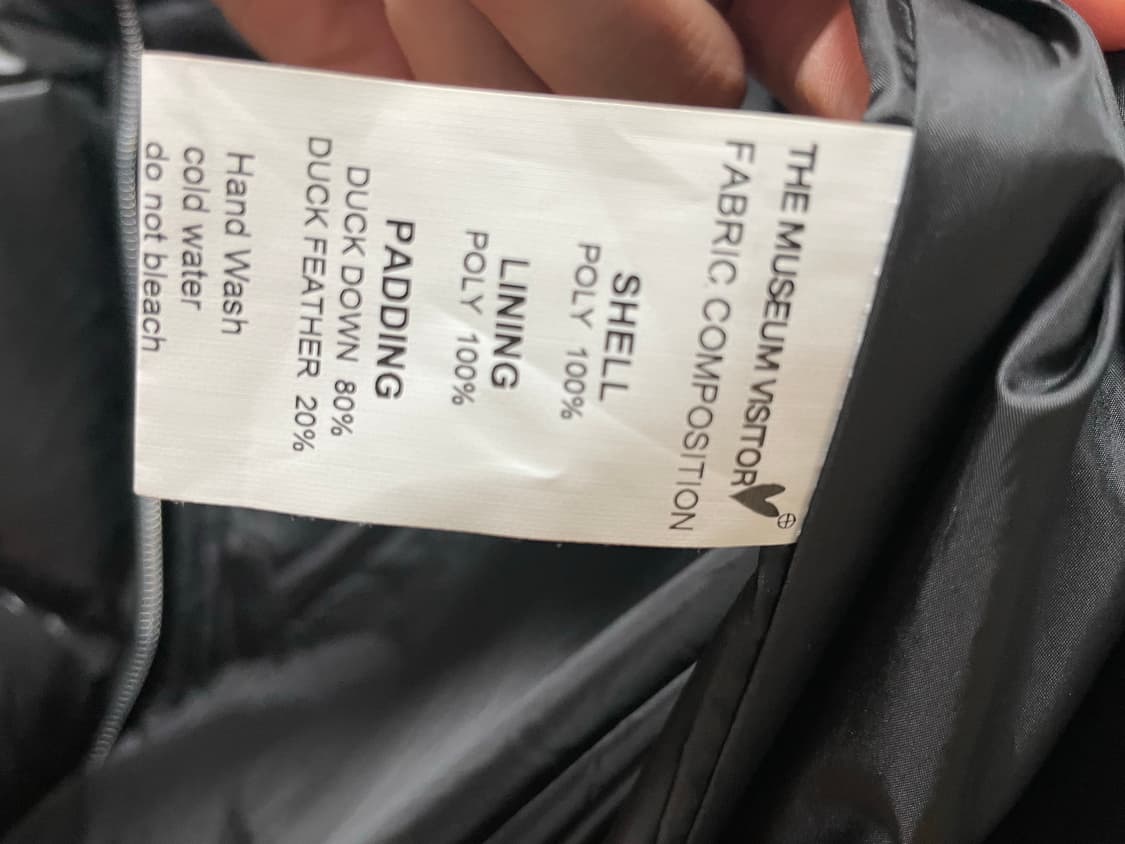 THE MUSEUM VISITOR
FABRIC COMPOSITION
SHELL
POLY 100%
LINING
POLY 100%
PADDING
DUCK DOWN 80%
DUCK FEATHER 20%
Hand Wash
cold water
do not bleach